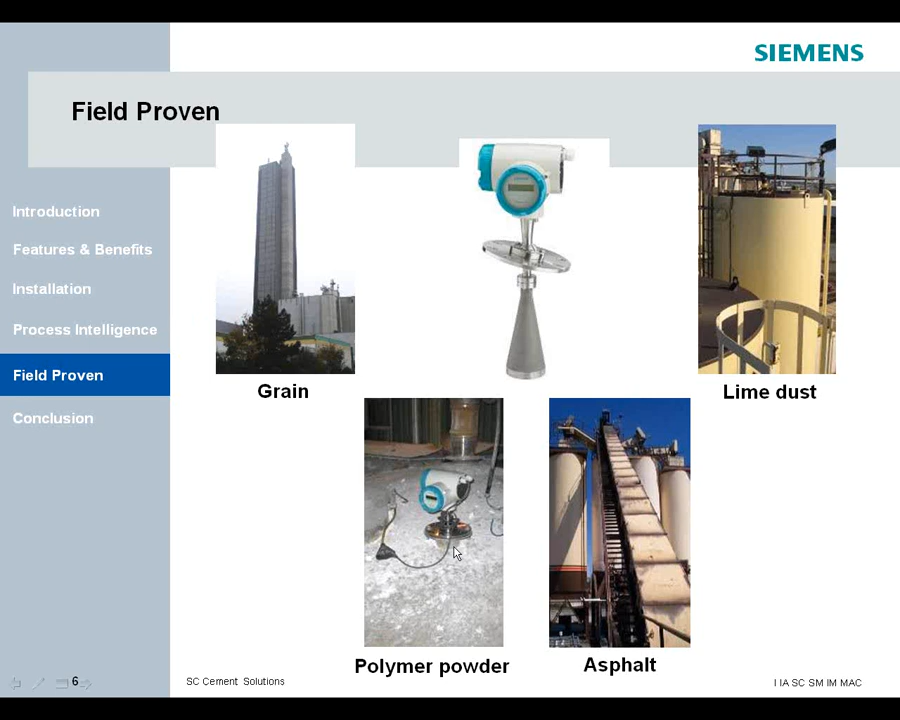 SIEMENS
Field Proven
Introduction
Features & Benefits
Installation
Process Intelligence
Field Proven
Conclusion
Grain
Lime dust
Polymer powder
Asphalt
6
SC Cement Solutions
I IA SC SM IM MAC